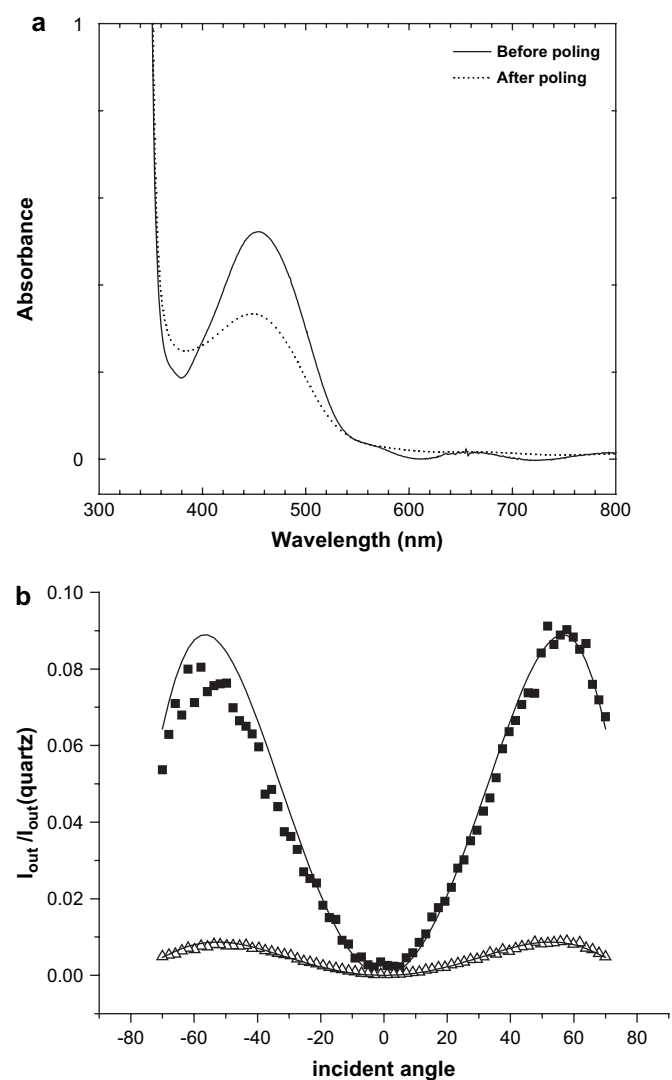 a
1
Before poling
After poling
Absorbance
0
300 400 500 600 700 800
Wavelength (nm)
b
0.10
0.08
0.06
0.04
0.02
0.00
I_out /I_out(quartz)
-80 -60 -40 -20 0 20 40 60 80
incident angle